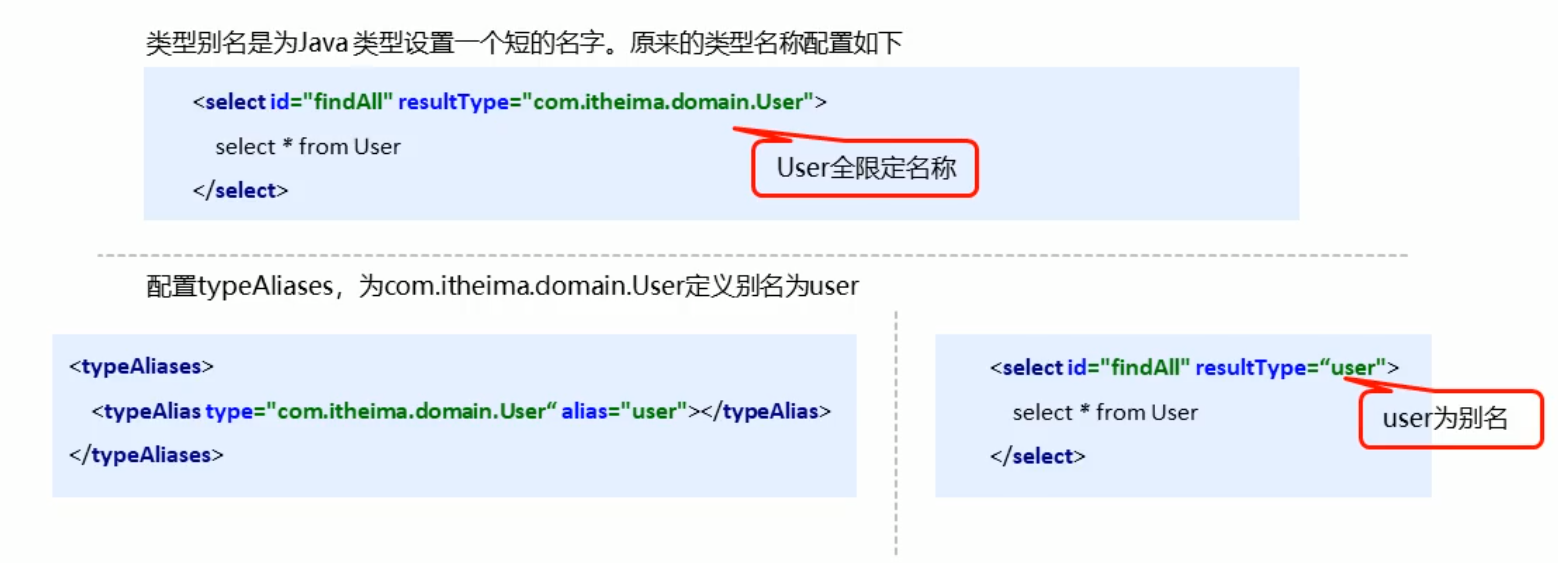 类型别名是为Java 类型设置一个短的名字。原来的类型名称配置如下
<select id="findAll" resultType="com.itheima.domain.User">
select * from User
</select>
User全限定名称
配置typeAliases，为com.itheima.domain.User定义别名为user
<typeAliases>
<typeAlias type="com.itheima.domain.User“ alias="user"></typeAlias>
</typeAliases>
<select id="findAll" resultType=“user">
select * from User
</select>
user为别名